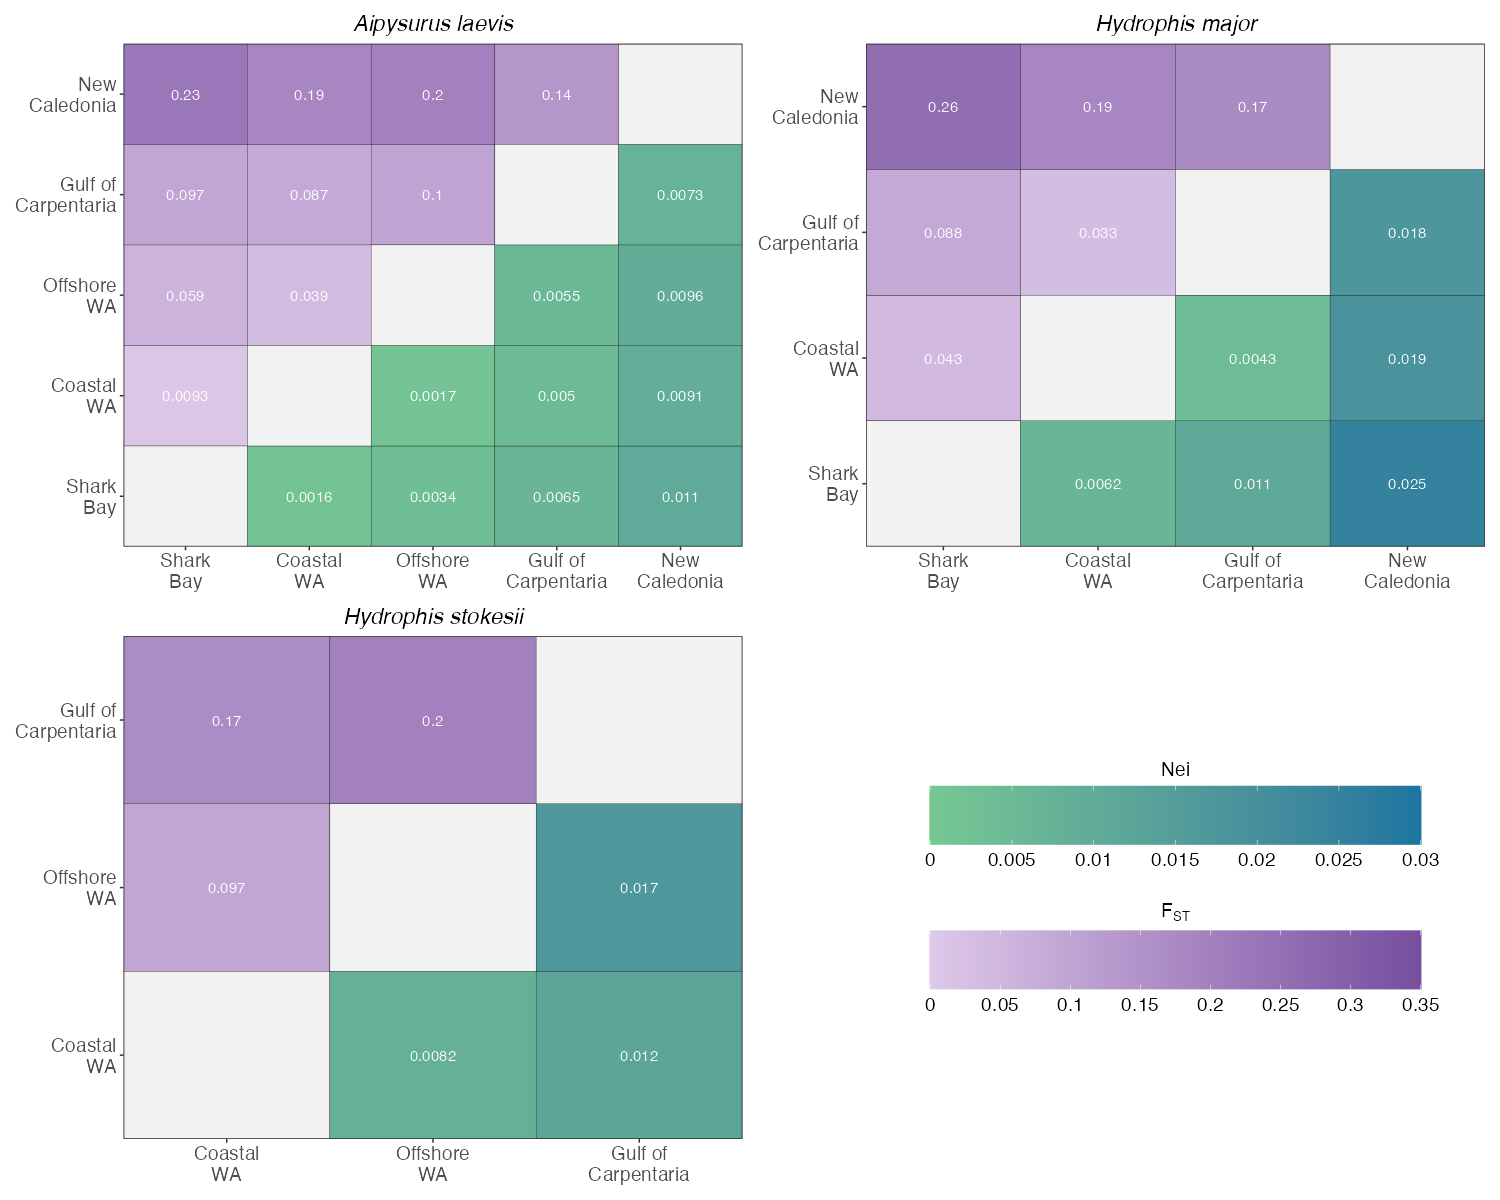 Aipysurus laevis
New
Caledonia
0.23 0.19 0.2 0.14
Gulf of
Carpentaria
0.097 0.087 0.1 0.0073
Offshore
WA
0.059 0.039 0.0055 0.0096
Coastal
WA
0.0093 0.0017 0.005 0.0091
Shark
Bay
0.0016 0.0034 0.0065 0.011
Shark Coastal Offshore Gulf of New
Bay WA WA Carpentaria Caledonia
Hydrophis major
New
Caledonia
0.26 0.19 0.17
Gulf of
Carpentaria
0.088 0.033 0.018
Coastal
WA
0.043 0.0043 0.019
Shark
Bay
0.0062 0.011 0.025
Shark Coastal Gulf of New
Bay WA Carpentaria Caledonia
Hydrophis stokesii
Gulf of
Carpentaria
0.17 0.2
Offshore
WA
0.097 0.017
Coastal
WA
0.0082 0.012
Coastal Offshore Gulf of
WA WA Carpentaria
Nei
0 0.005 0.01 0.015 0.02 0.025 0.03
FST
0 0.05 0.1 0.15 0.2 0.25 0.3 0.35